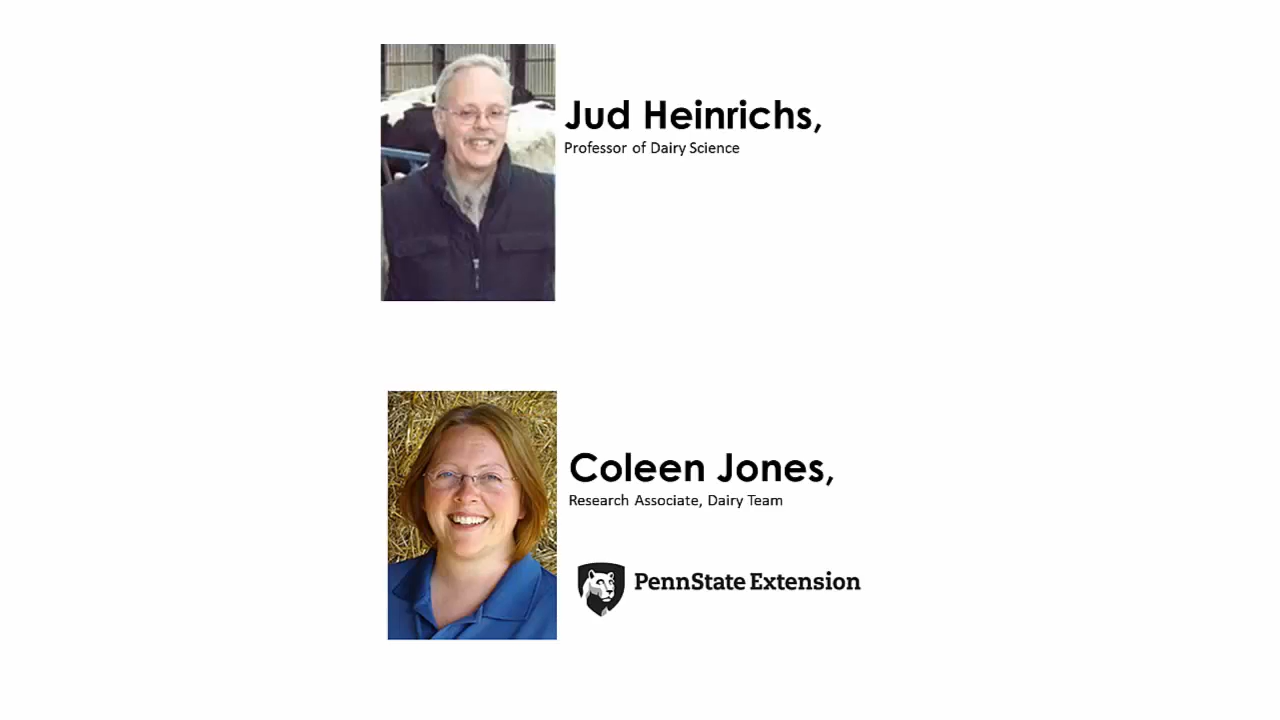 Jud Heinrichs,
Professor of Dairy Science
Coleen Jones,
Research Associate, Dairy Team
PennState Extension